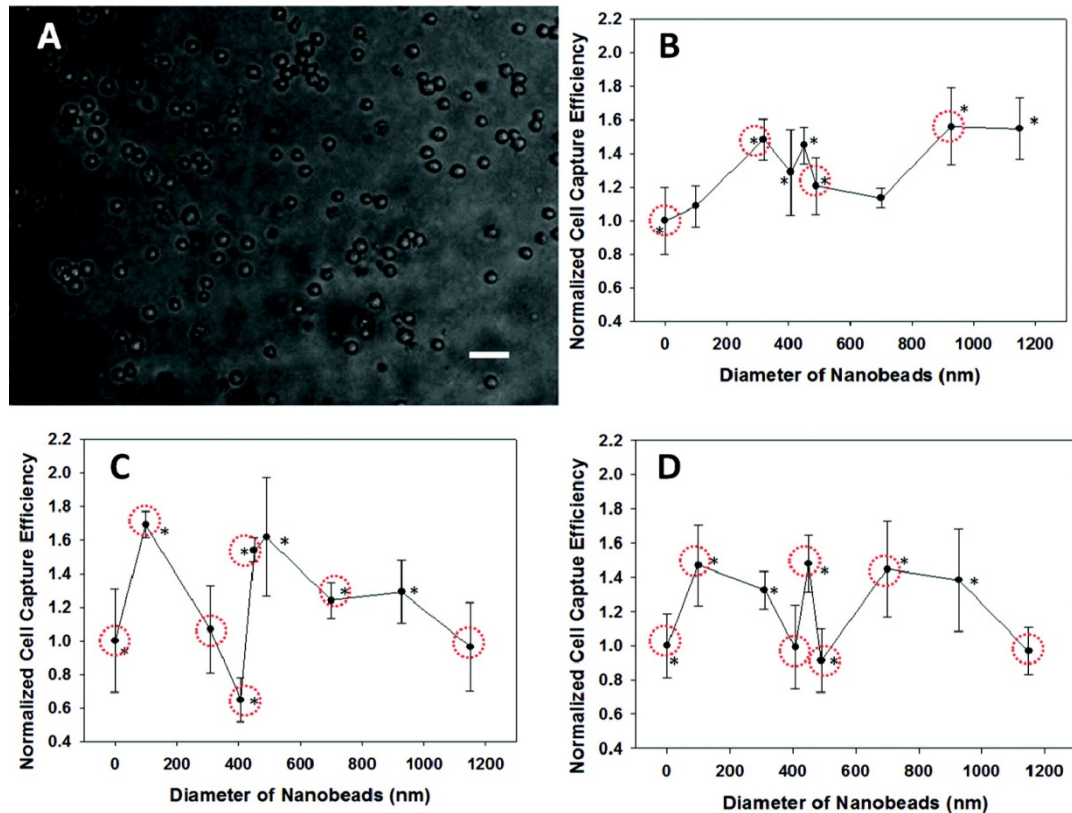 A
B
Normalized Cell Capture Efficiency
2.2
2.0
1.8
1.6
1.4
1.2
1.0
0.8
0.6
0.4
0 200 400 600 800 1000 1200
Diameter of Nanobeads (nm)
* * * * * * *
C
Normalized Cell Capture Efficiency
2.2
2.0
1.8
1.6
1.4
1.2
1.0
0.8
0.6
0.4
0 200 400 600 800 1000 1200
Diameter of Nanobeads (nm)
* * * * * * *
D
Normalized Cell Captue Efficiency
2.2
2.0
1.8
1.6
1.4
1.2
1.0
0.8
0.6
0.4
0 200 400 600 800 1000 1200
Diameter of Nanobeads (nm)
* * * * * * *